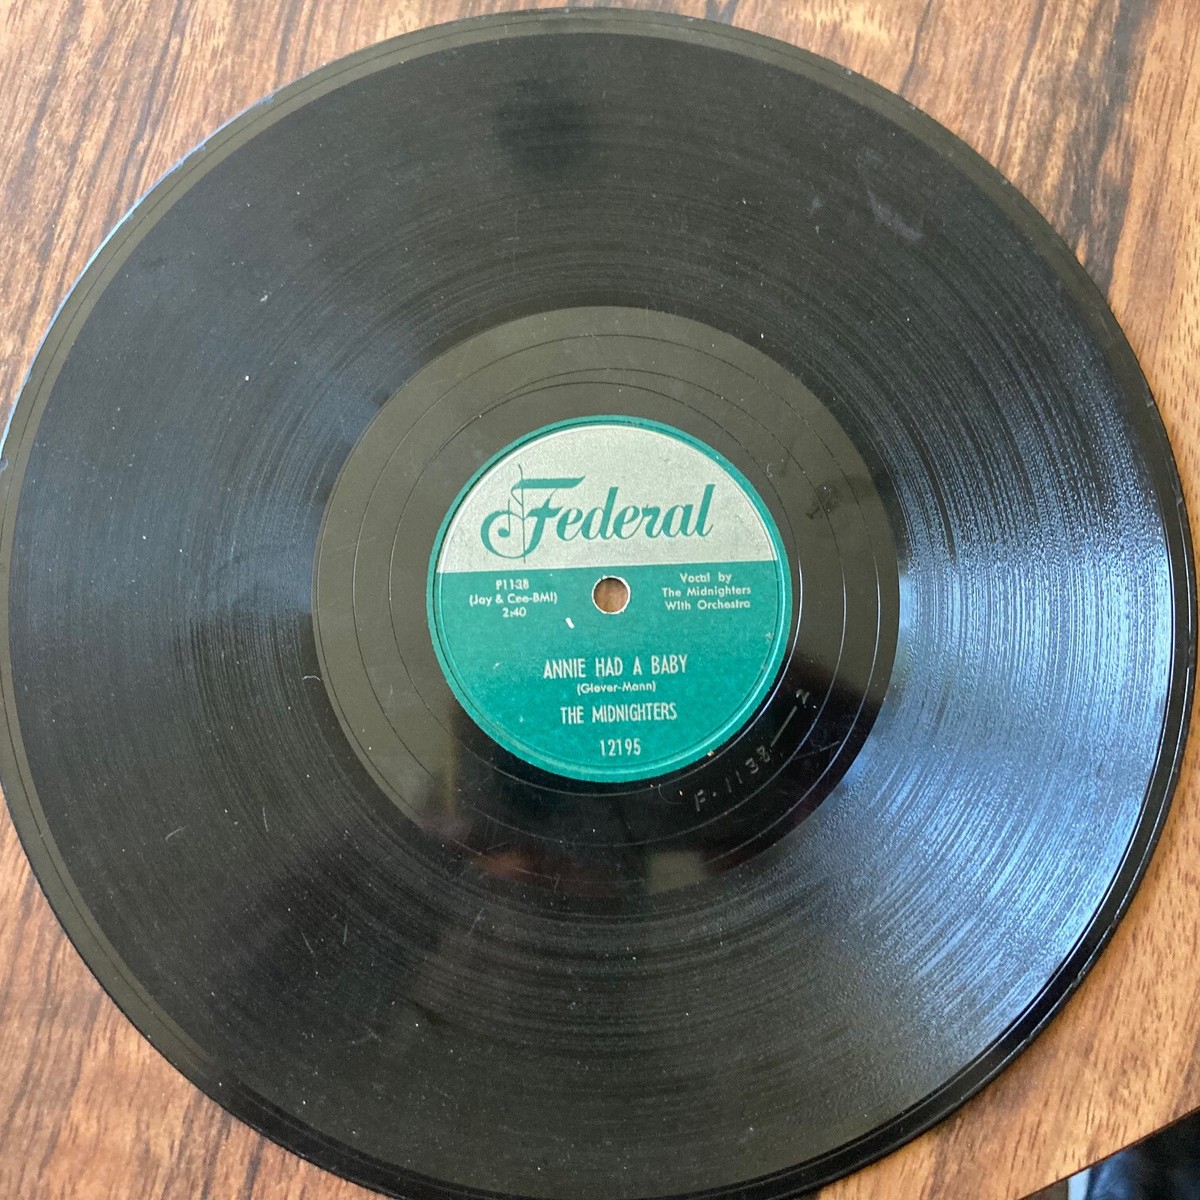 Federal
P1138
(Jay & Cee-BMI)
2:40
Vocal by
The Midnighters
With Orchestra
ANNIE HAD A BABY
(Glover-Mann)
THE MIDNIGHTERS
12195
F-1138—2